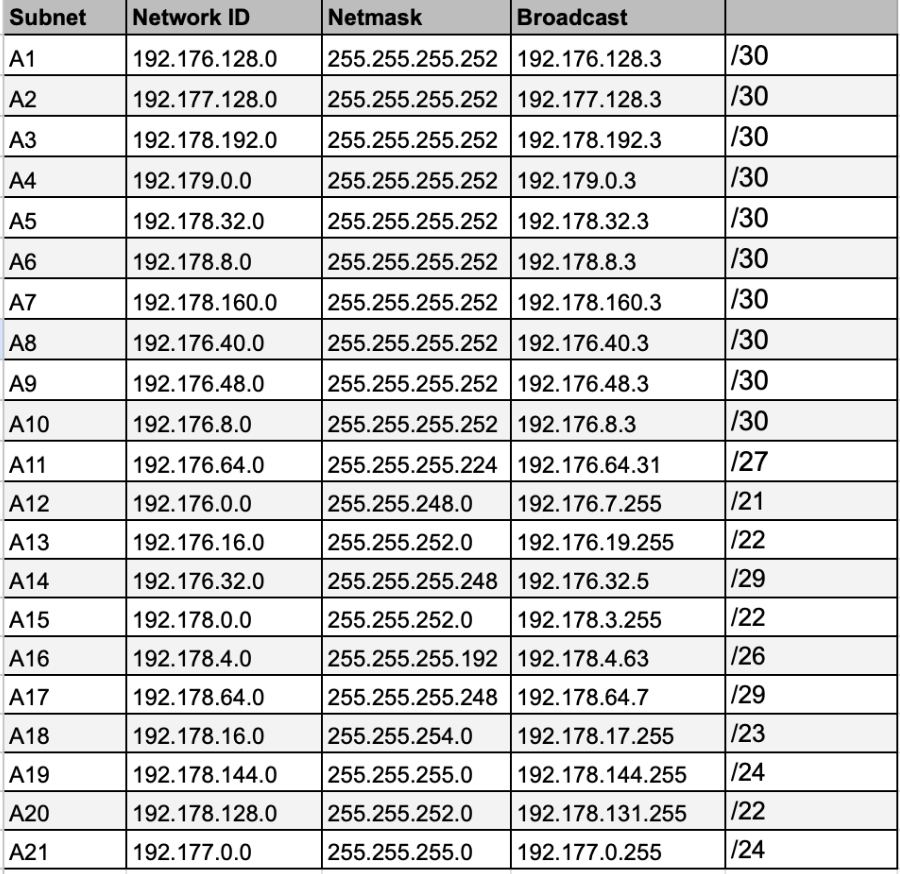 Subnet Network ID Netmask Broadcast
A1 192.176.128.0 255.255.255.252 192.176.128.3 /30
A2 192.177.128.0 255.255.255.252 192.177.128.3 /30
A3 192.178.192.0 255.255.255.252 192.178.192.3 /30
A4 192.179.0.0 255.255.255.252 192.179.0.3 /30
A5 192.178.32.0 255.255.255.252 192.178.32.3 /30
A6 192.178.8.0 255.255.255.252 192.178.8.3 /30
A7 192.178.160.0 255.255.255.252 192.178.160.3 /30
A8 192.176.40.0 255.255.255.252 192.176.40.3 /30
A9 192.176.48.0 255.255.255.252 192.176.48.3 /30
A10 192.176.8.0 255.255.255.252 192.176.8.3 /30
A11 192.176.64.0 255.255.255.224 192.176.64.31 /27
A12 192.176.0.0 255.255.248.0 192.176.7.255 /21
A13 192.176.16.0 255.255.252.0 192.176.19.255 /22
A14 192.176.32.0 255.255.255.248 192.176.32.5 /29
A15 192.178.0.0 255.255.252.0 192.178.3.255 /22
A16 192.178.4.0 255.255.255.192 192.178.4.63 /26
A17 192.178.64.0 255.255.255.248 192.178.64.7 /29
A18 192.178.16.0 255.255.254.0 192.178.17.255 /23
A19 192.178.144.0 255.255.255.0 192.178.144.255 /24
A20 192.178.128.0 255.255.252.0 192.178.131.255 /22
A21 192.177.0.0 255.255.255.0 192.177.0.255 /24